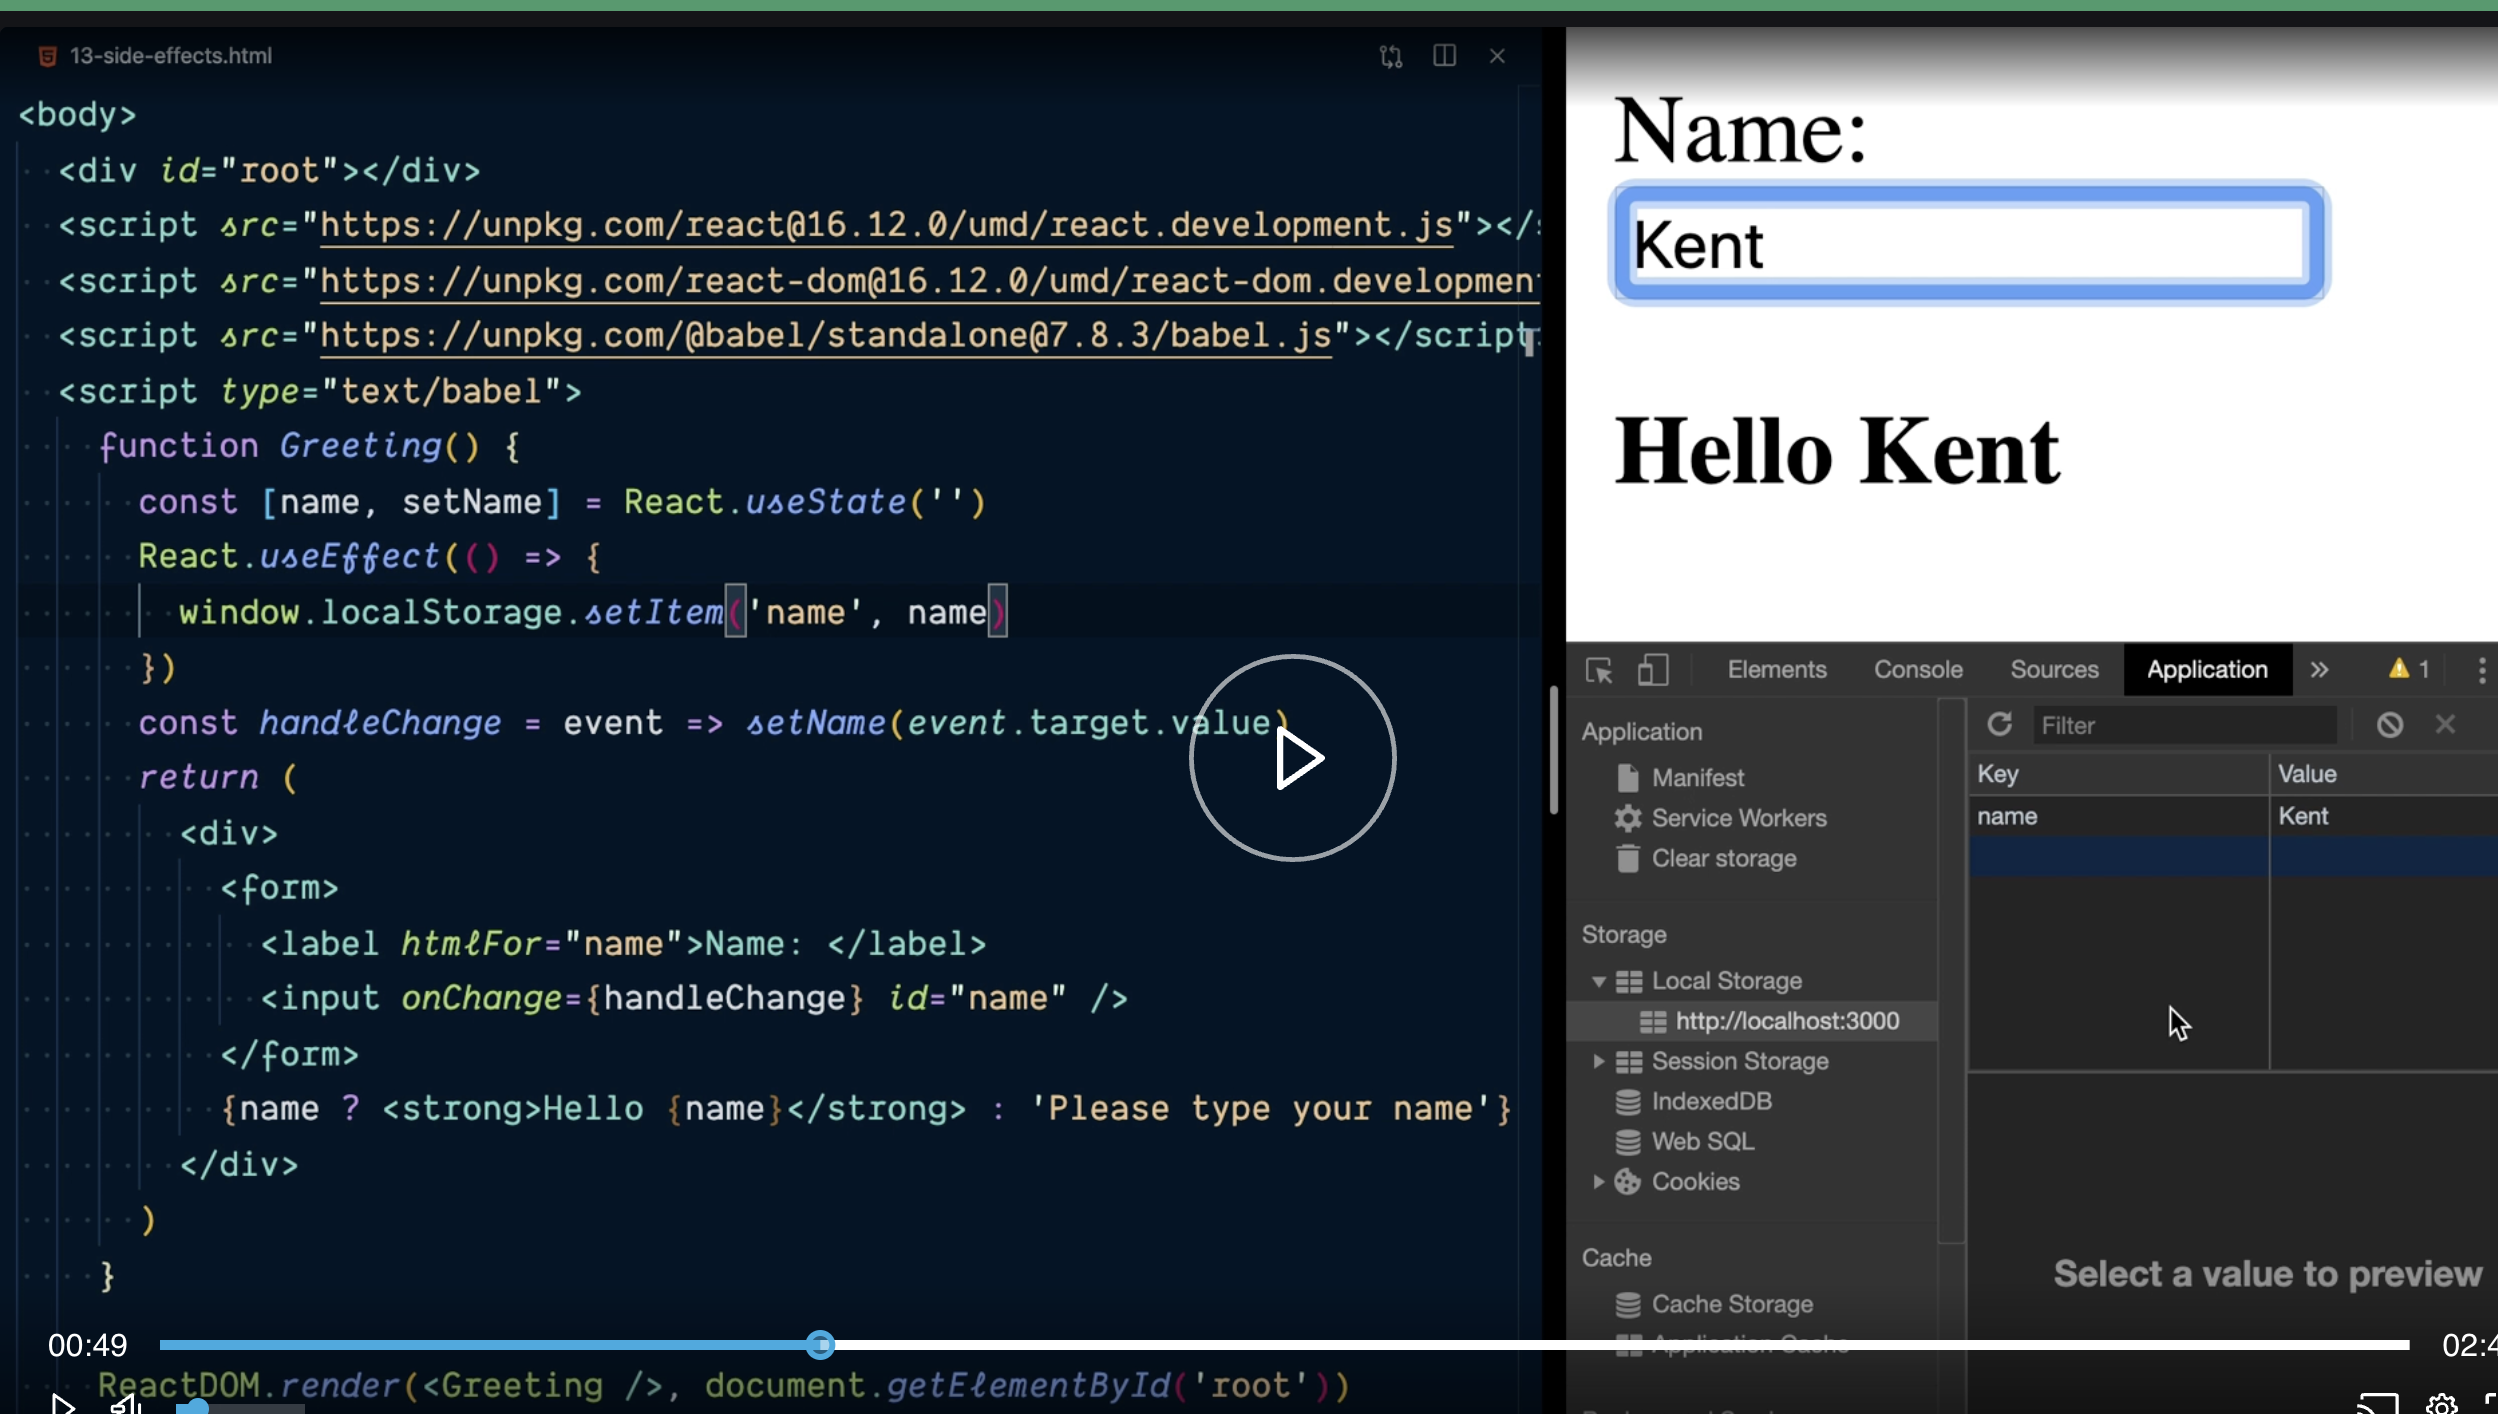 13-side-effects.html
<body>
<div id="root"></div>
<script src="https://unpkg.com/react@16.12.0/umd/react.development.js"></
<script src="https://unpkg.com/react-dom@16.12.0/umd/react-dom.development
<script src="https://unpkg.com/@babel/standalone@7.8.3/babel.js"></script
<script type="text/babel">
function Greeting() {
const [name, setName] = React.useState('')
React.useEffect(() => {
window.localStorage.setItem('name', name)
})
const handleChange = event => setName(event.target.value)
return (
<div>
<form>
<label htmlFor="name">Name: </label>
<input onChange={handleChange} id="name" />
</form>
{name ? <strong>Hello {name}</strong> : 'Please type your name'}
</div>
)
}
ReactDOM.render(<Greeting />, document.getElementById('root'))
00:49
02:4
Name:
Kent
Hello Kent
Elements Console Sources Application 1
Application
Manifest
Service Workers
Clear storage
Storage
Local Storage
http://localhost:3000
Session Storage
IndexedDB
Web SQL
Cookies
Cache
Cache Storage
Application Cache
Filter
Key Value
name Kent
Select a value to preview